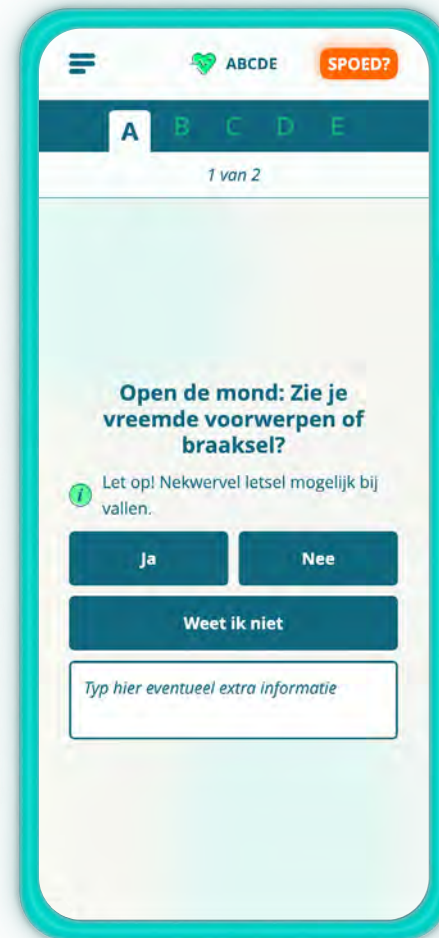 ABCDE
SPOED?
A B C D E
1 van 2
Open de mond: Zie je
vreemde voorwerpen of
braaksel?
i
Let op! Nekwervel letsel mogelijk bij
vallen.
Ja
Nee
Weet ik niet
Typ hier eventueel extra informatie